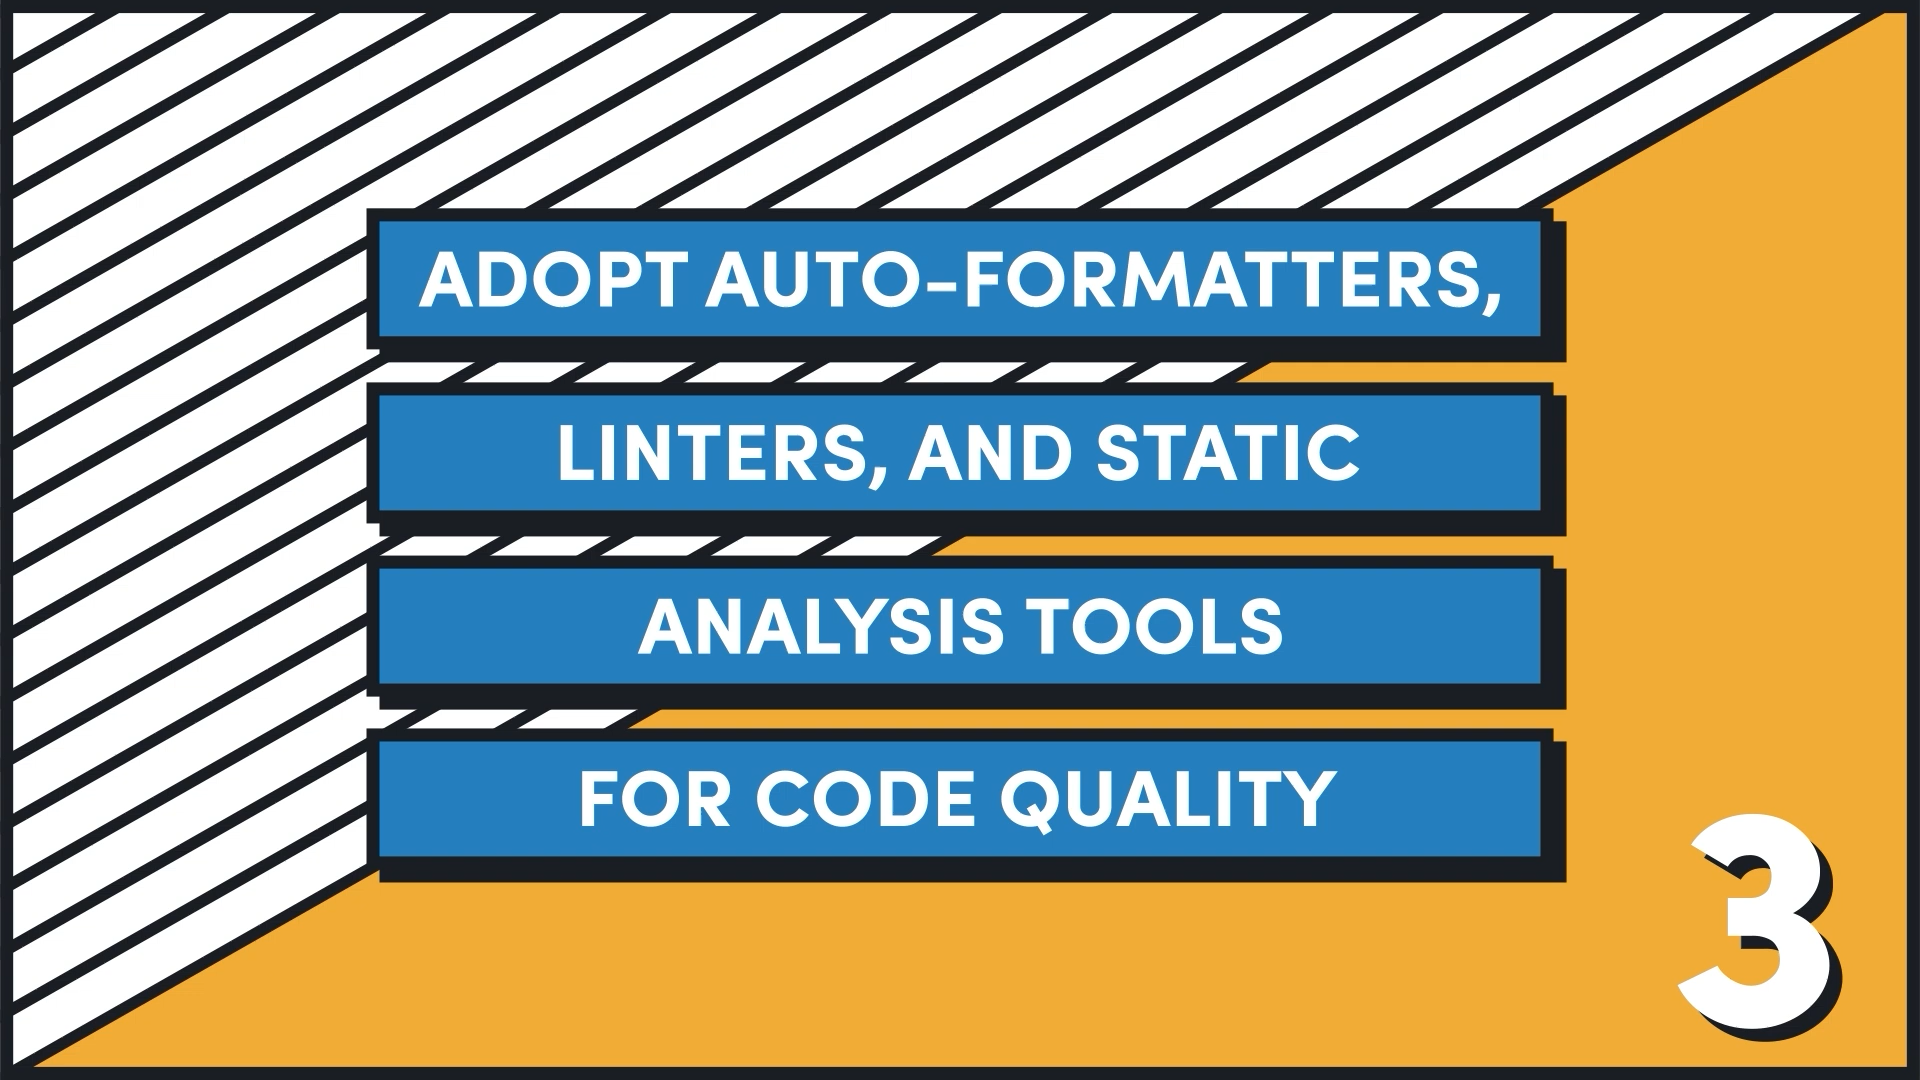 ADOPT AUTO-FORMATTERS,
LINTERS, AND STATIC
ANALYSIS TOOLS
FOR CODE QUALITY
3